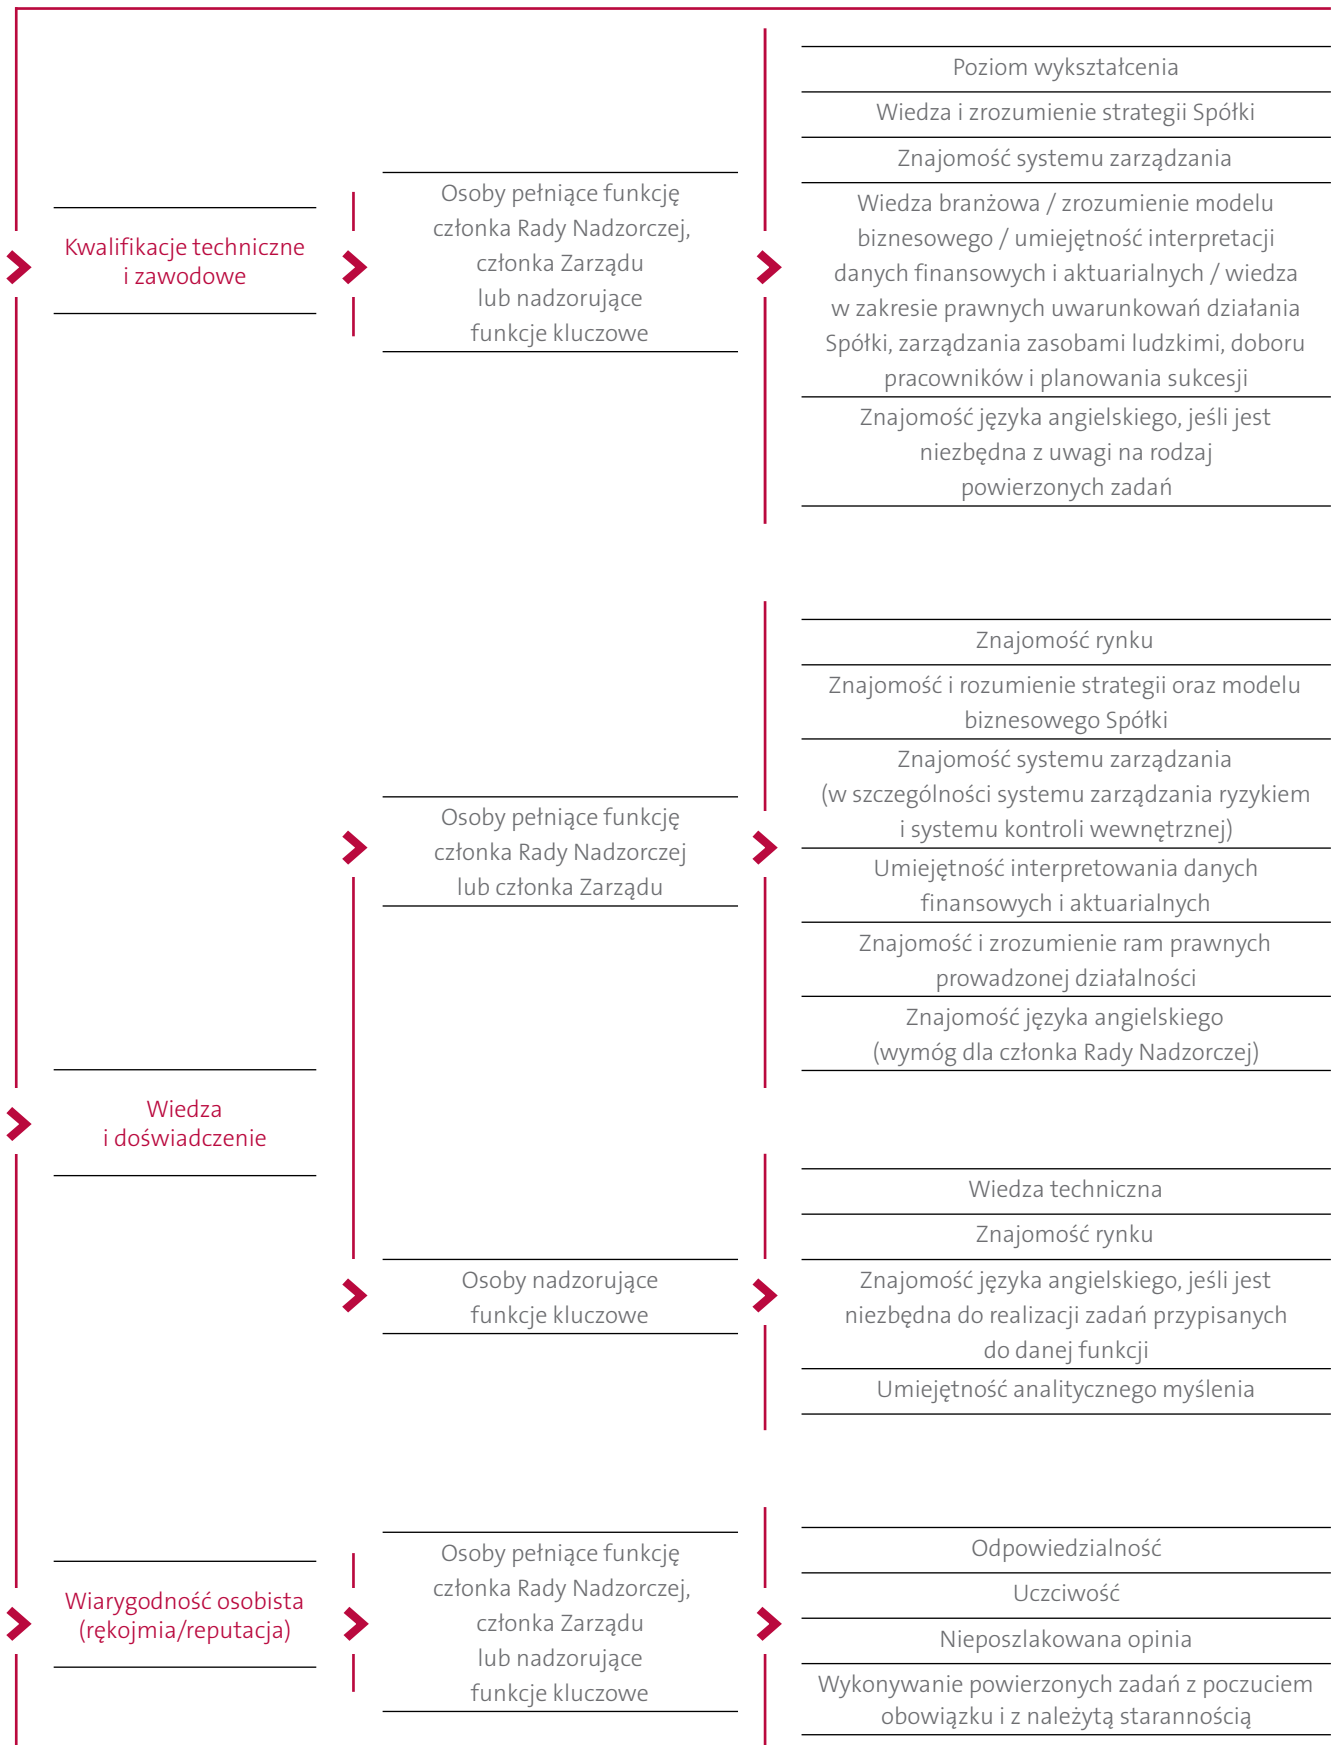 Kwalifikacje techniczne
i zawodowe
Osoby pełniące funkcję
członka Rady Nadzorczej,
członka Zarządu
lub nadzorujące
funkcje kluczowe
Poziom wykształcenia
Wiedza i zrozumienie strategii Spółki
Znajomość systemu zarządzania
Wiedza branżowa / zrozumienie modelu
biznesowego / umiejętność interpretacji
danych finansowych i aktuarialnych / wiedza
w zakresie prawnych uwarunkowań działania
Spółki, zarządzania zasobami ludzkimi, doboru
pracowników i planowania sukcesji
Znajomość języka angielskiego, jeśli jest
niezbędna z uwagi na rodzaj
powierzonych zadań
Wiedza
i doświadczenie
Osoby pełniące funkcję
członka Rady Nadzorczej
lub członka Zarządu
Znajomość rynku
Znajomość i rozumienie strategii oraz modelu
biznesowego Spółki
Znajomość systemu zarządzania
(w szczególności systemu zarządzania ryzykiem
i systemu kontroli wewnętrznej)
Umiejętność interpretowania danych
finansowych i aktuarialnych
Znajomość i zrozumienie ram prawnych
prowadzonej działalności
Znajomość języka angielskiego
(wymóg dla członka Rady Nadzorczej)
Osoby nadzorujące
funkcje kluczowe
Wiedza techniczna
Znajomość rynku
Znajomość języka angielskiego, jeśli jest
niezbędna do realizacji zadań przypisanych
do danej funkcji
Umiejętność analitycznego myślenia
Wiarygodność osobista
(rękojmia/reputacja)
Osoby pełniące funkcję
członka Rady Nadzorczej,
członka Zarządu
lub nadzorujące
funkcje kluczowe
Odpowiedzialność
Uczciwość
Nieposzlakowana opinia
Wykonywanie powierzonych zadań z poczuciem
obowiązku i z należytą starannością